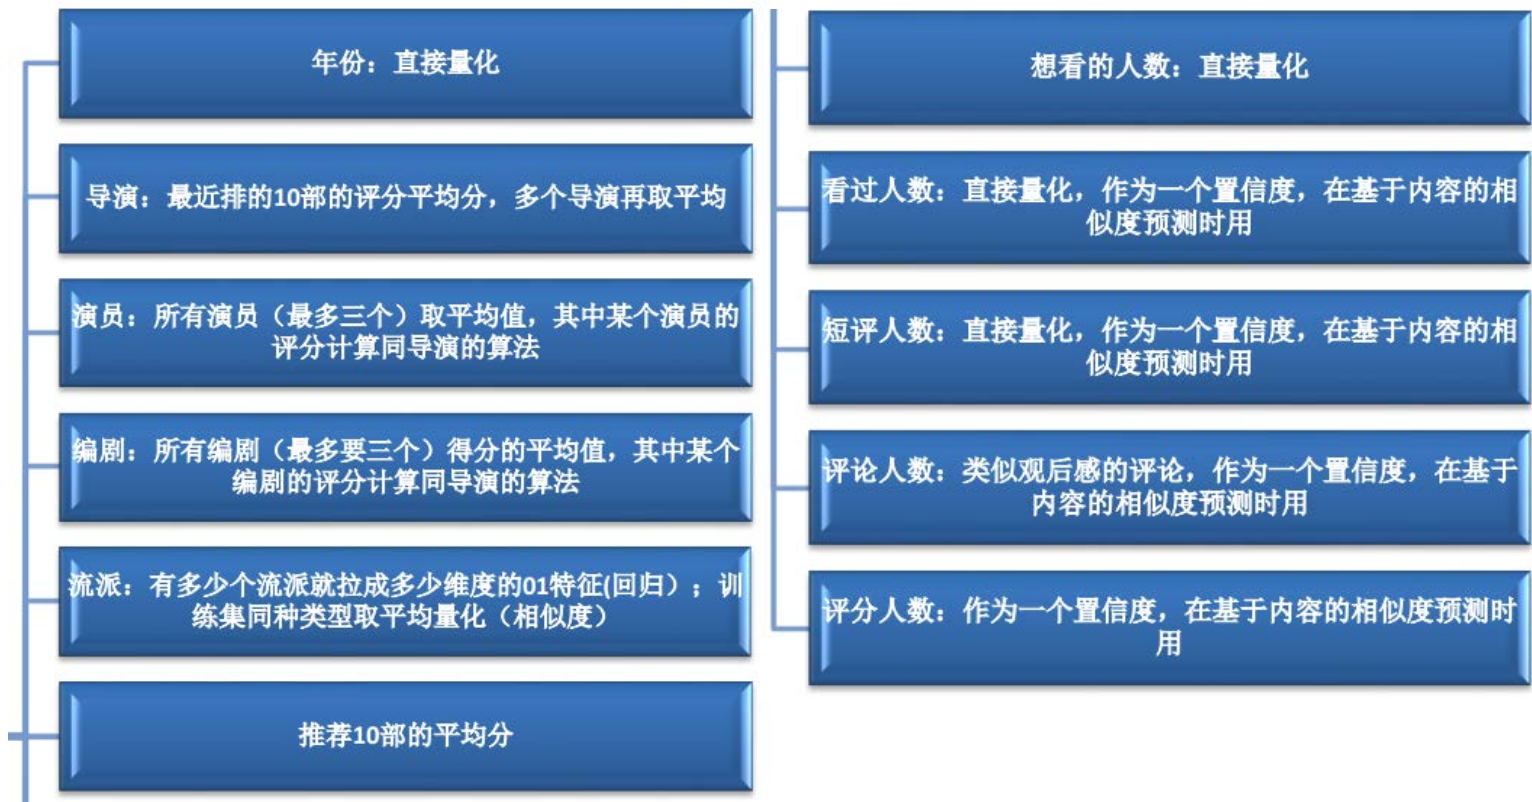 年份：直接量化
导演：最近排的10部的评分平均分，多个导演再取平均
演员：所有演员（最多三个）取平均值，其中某个演员的
评分计算同导演的算法
编剧：所有编剧（最多要三个）得分的平均值，其中某个
编剧的评分计算同导演的算法
流派：有多少个流派就拉成多少维度的01特征(回归）；训
练集同种类型取平均量化（相似度）
推荐10部的平均分
想看的人数：直接量化
看过人数：直接量化，作为一个置信度，在基于内容的相
似度预测时用
短评人数：直接量化，作为一个置信度，在基于内容的相
似度预测时用
评论人数：类似观后感的评论，作为一个置信度，在基于
内容的相似度预测时用
评分人数：作为一个置信度，在基于内容的相似度预测时
用